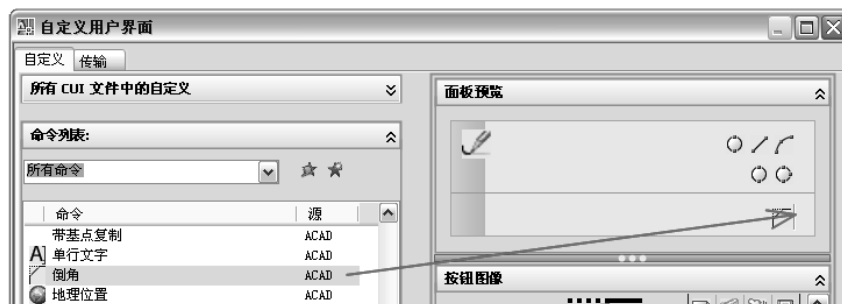 自定义用户界面
自定义 传输
所有 CUI 文件中的自定义
命令列表:
所有命令
命令 源
带基点复制 ACAD
单行文字 ACAD
倒角 ACAD
地理位置 ACAD
面板预览
按钮图像